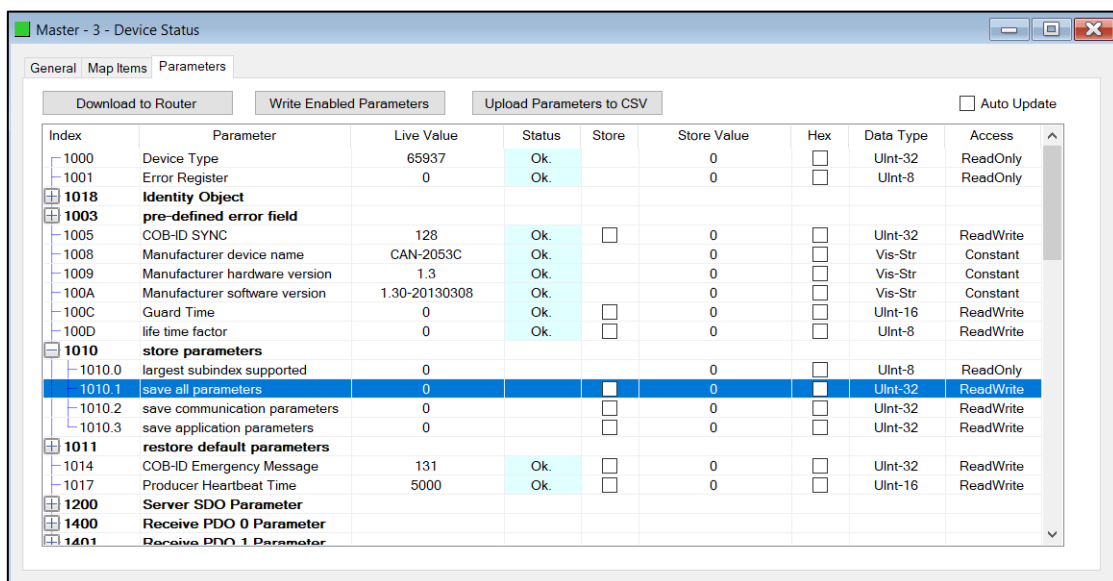 Master - 3 - Device Status
General Map Items Parameters
Download to Router Write Enabled Parameters Upload Parameters to CSV Auto Update
Index Parameter Live Value Status Store Store Value Hex Data Type Access
1000 Device Type 65937 Ok. 0 UInt-32 ReadOnly
1001 Error Register 0 Ok. 0 UInt-8 ReadOnly
1018 Identity Object
1003 pre-defined error field
1005 COB-ID SYNC 128 Ok. 0 UInt-32 ReadWrite
1008 Manufacturer device name CAN-2053C Ok. 0 Vis-Str Constant
1009 Manufacturer hardware version 1.3 Ok. 0 Vis-Str Constant
100A Manufacturer software version 1.30-20130308 Ok. 0 Vis-Str Constant
100C Guard Time 0 Ok. 0 UInt-16 ReadWrite
100D life time factor 0 Ok. 0 UInt-8 ReadWrite
1010 store parameters
1010.0 largest subindex supported 0 0 UInt-8 ReadOnly
1010.1 save all parameters 0 0 UInt-32 ReadWrite
1010.2 save communication parameters 0 0 UInt-32 ReadWrite
1010.3 save application parameters 0 0 UInt-32 ReadWrite
1011 restore default parameters
1014 COB-ID Emergency Message 131 Ok. 0 UInt-32 ReadWrite
1017 Producer Heartbeat Time 5000 Ok. 0 UInt-16 ReadWrite
1200 Server SDO Parameter
1400 Receive PDO 0 Parameter
1401 Receive PDO 1 Parameter